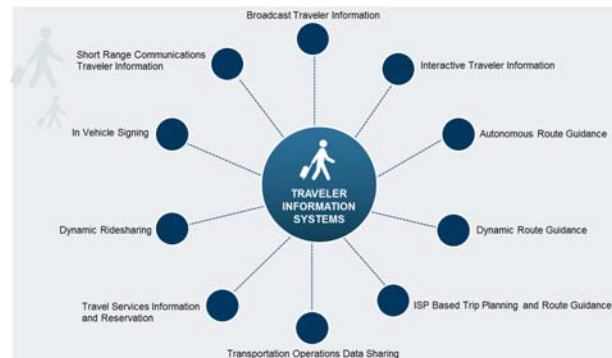 Broadcast Traveler Information
Short Range Communications
Traveler Information
Interactive Traveler Information
In Vehicle Signing
Autonomous Route Guidance
TRAVELER
INFORMATION
SYSTEMS
Dynamic Ridesharing
Dynamic Route Guidance
Travel Services Information
and Reservation
ISP Based Trip Planning and Route Guidance
Transportation Operations Data Sharing